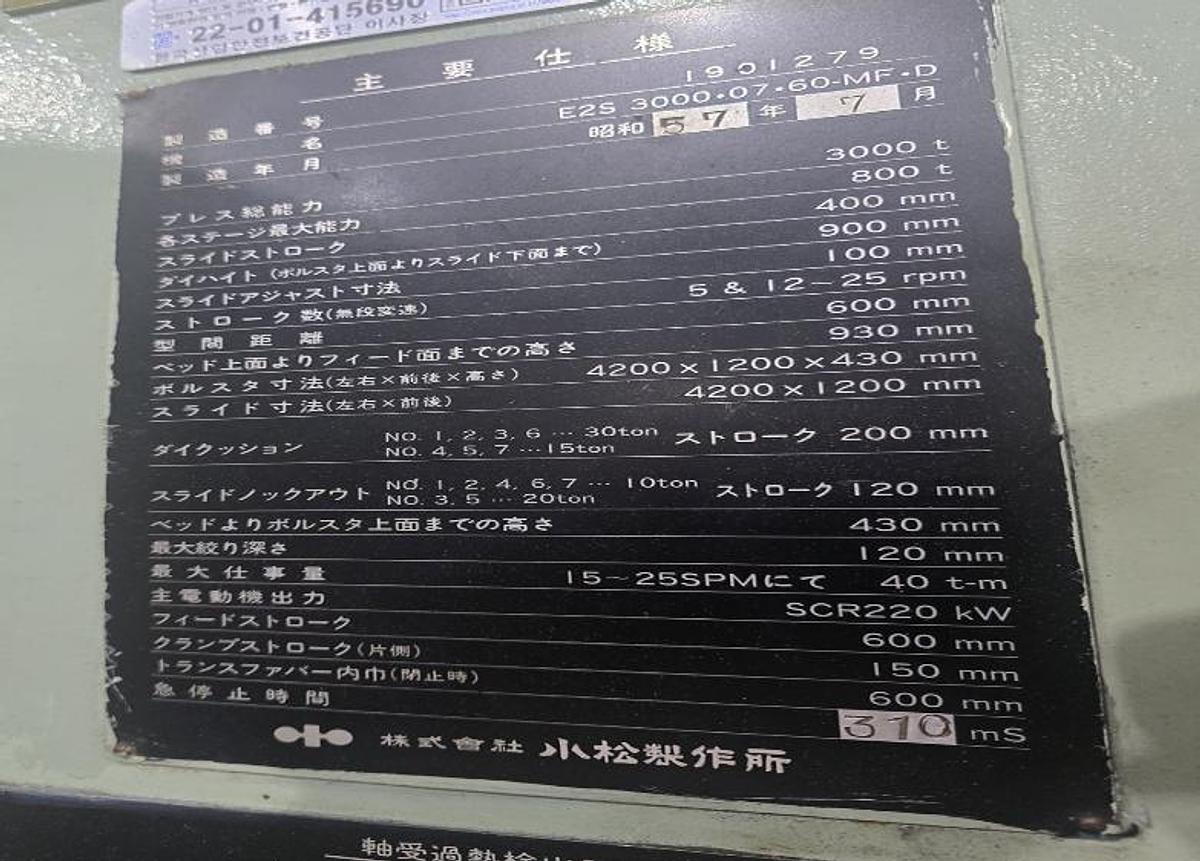 22-01-415690
한국산업안전보건공단 이사장
主要仕様
製造番号 1901279
機名 E2S 3000・07・60-MF・D
製造年月 昭和 57 年 7 月
プレス総能力 3000 t
各ステージ最大能力 800 t
スライドストローク 400 mm
ダイハイト(ボルスタ上面よりスライド下面まで) 900 mm
スライドアジャスト寸法 100 mm
ストローク数(無段変速) 5 & 12~25 rpm
型間距離 600 mm
ベッド上面よりフィード面までの高さ 930 mm
ボルスタ寸法(左右×前後×高さ) 4200×1200×430 mm
スライド寸法(左右×前後) 4200×1200 mm
ダイクッション NO. 1, 2, 3, 6 … 30ton ストローク 200 mm
NO. 4, 5, 7 … 15ton
スライドノックアウト NO. 1, 2, 4, 6, 7 … 10ton ストローク 120 mm
NO. 3, 5 … 20ton
ベッドよりボルスタ上面までの高さ 430 mm
最大絞り深さ 120 mm
最大仕事量 15~25SPMにて 40 t-m
主電動機出力 SCR220 kW
フィードストローク 600 mm
クランプストローク(片側) 150 mm
トランスファバー内巾(閉止時) 600 mm
急停止時間 310 mS
株式會社 小松製作所
軸受過熱検出